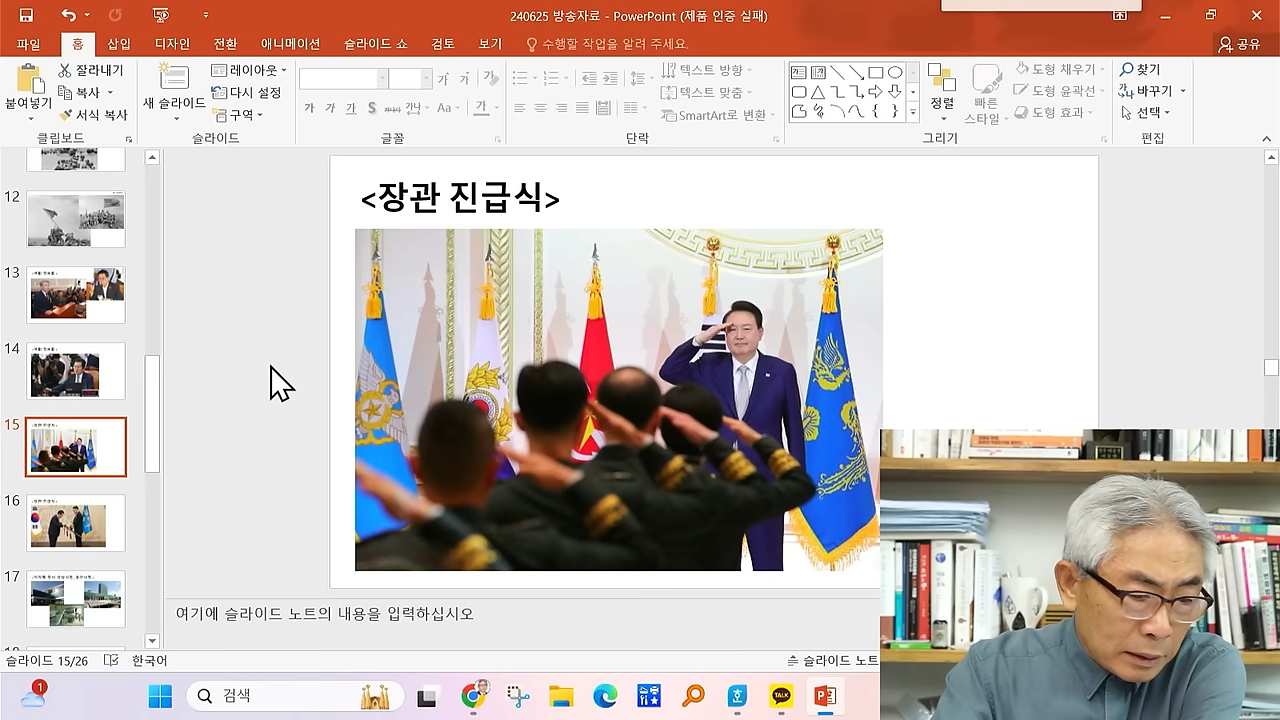 240625 방송자료 - PowerPoint (제품 인증 실패)
파일 홈 삽입 디자인 전환 애니메이션 슬라이드 쇼 검토 보기 수행할 작업을 알려 주세요. 공유
붙여넣기
잘라내기
복사
서식 복사
클립보드
새 슬라이드
레이아웃
다시 설정
구역
슬라이드
가 가 가 가 S 가나 Aa 가
글꼴
텍스트 방향
텍스트 맞춤
SmartArt로 변환
단락
정렬
빠른
스타일
도형 채우기
도형 윤곽선
도형 효과
그리기
찾기
바꾸기
선택
편집
12
13
14
15
16
17
<장관 진급식>
여기에 슬라이드 노트의 내용을 입력하십시오
슬라이드 15/26 한국어 슬라이드 노트
1
검색
TALK